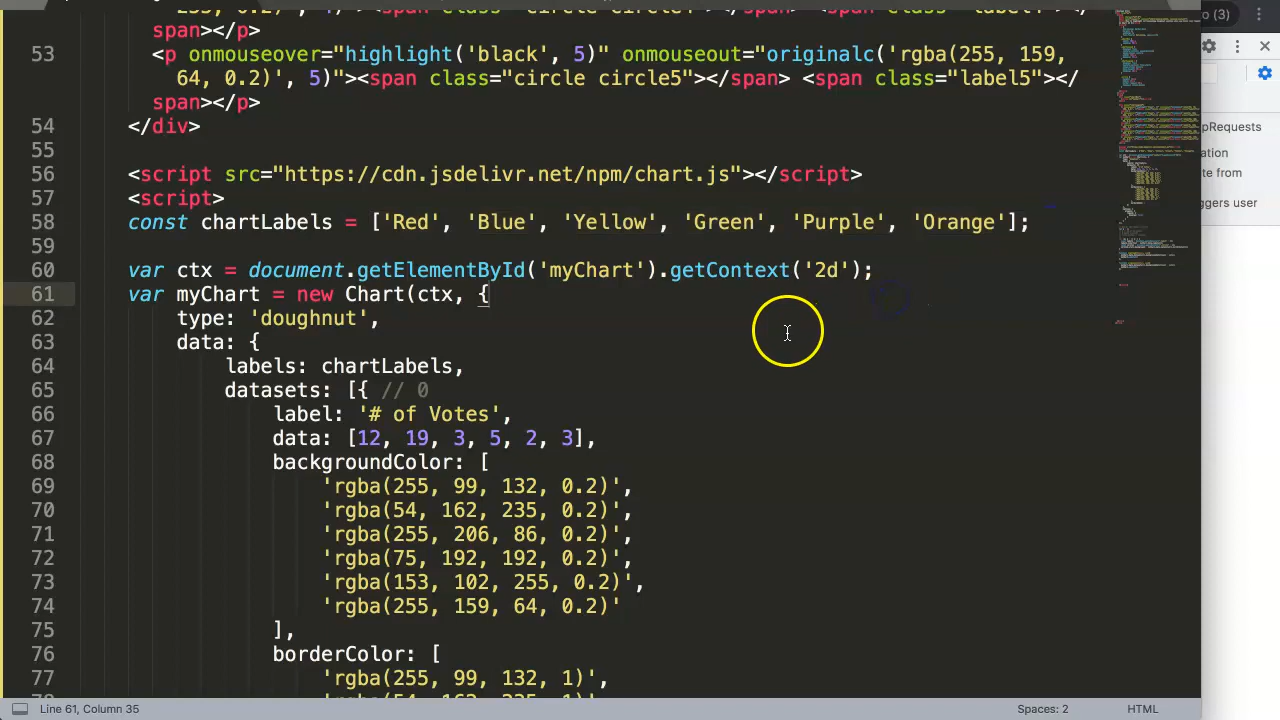 span></p>
53 <p onmouseover="highlight('black', 5)" onmouseout="originalc('rgba(255, 159,
64, 0.2)', 5)"><span class="circle circle5"></span> <span class="label5"></
span></p>
54 </div>
55
56 <script src="https://cdn.jsdelivr.net/npm/chart.js"></script>
57 <script>
58 const chartLabels = ['Red', 'Blue', 'Yellow', 'Green', 'Purple', 'Orange'];
59
60 var ctx = document.getElementById('myChart').getContext('2d');
61 var myChart = new Chart(ctx, {
62 type: 'doughnut',
63 data: {
64 labels: chartLabels,
65 datasets: [{ // 0
66 label: '# of Votes',
67 data: [12, 19, 3, 5, 2, 3],
68 backgroundColor: [
69 'rgba(255, 99, 132, 0.2)',
70 'rgba(54, 162, 235, 0.2)',
71 'rgba(255, 206, 86, 0.2)',
72 'rgba(75, 192, 192, 0.2)',
73 'rgba(153, 102, 255, 0.2)',
74 'rgba(255, 159, 64, 0.2)'
75 ],
76 borderColor: [
77 'rgba(255, 99, 132, 1)',
Line 61, Column 35
Spaces: 2
HTML
(3)
pRequests
ation
te from
ggers user